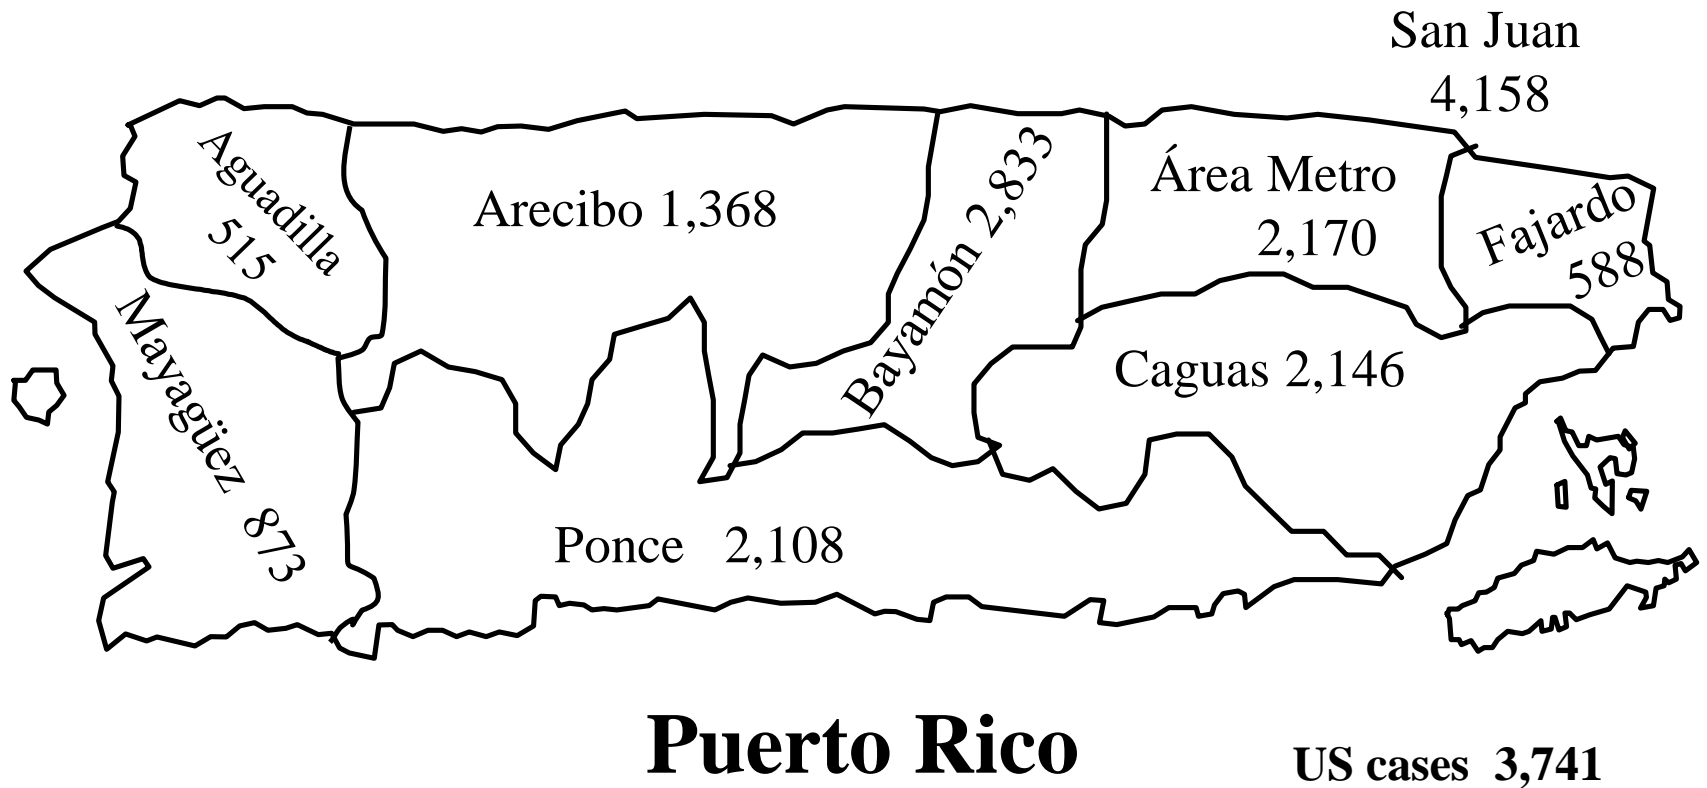 San Juan
4,158
Aguadilla
515
Arecibo 1,368
Bayamón 2,833
Área Metro
2,170
Fajardo
588
Mayagüez 873
Caguas 2,146
Ponce 2,108
Puerto Rico
US cases 3,741